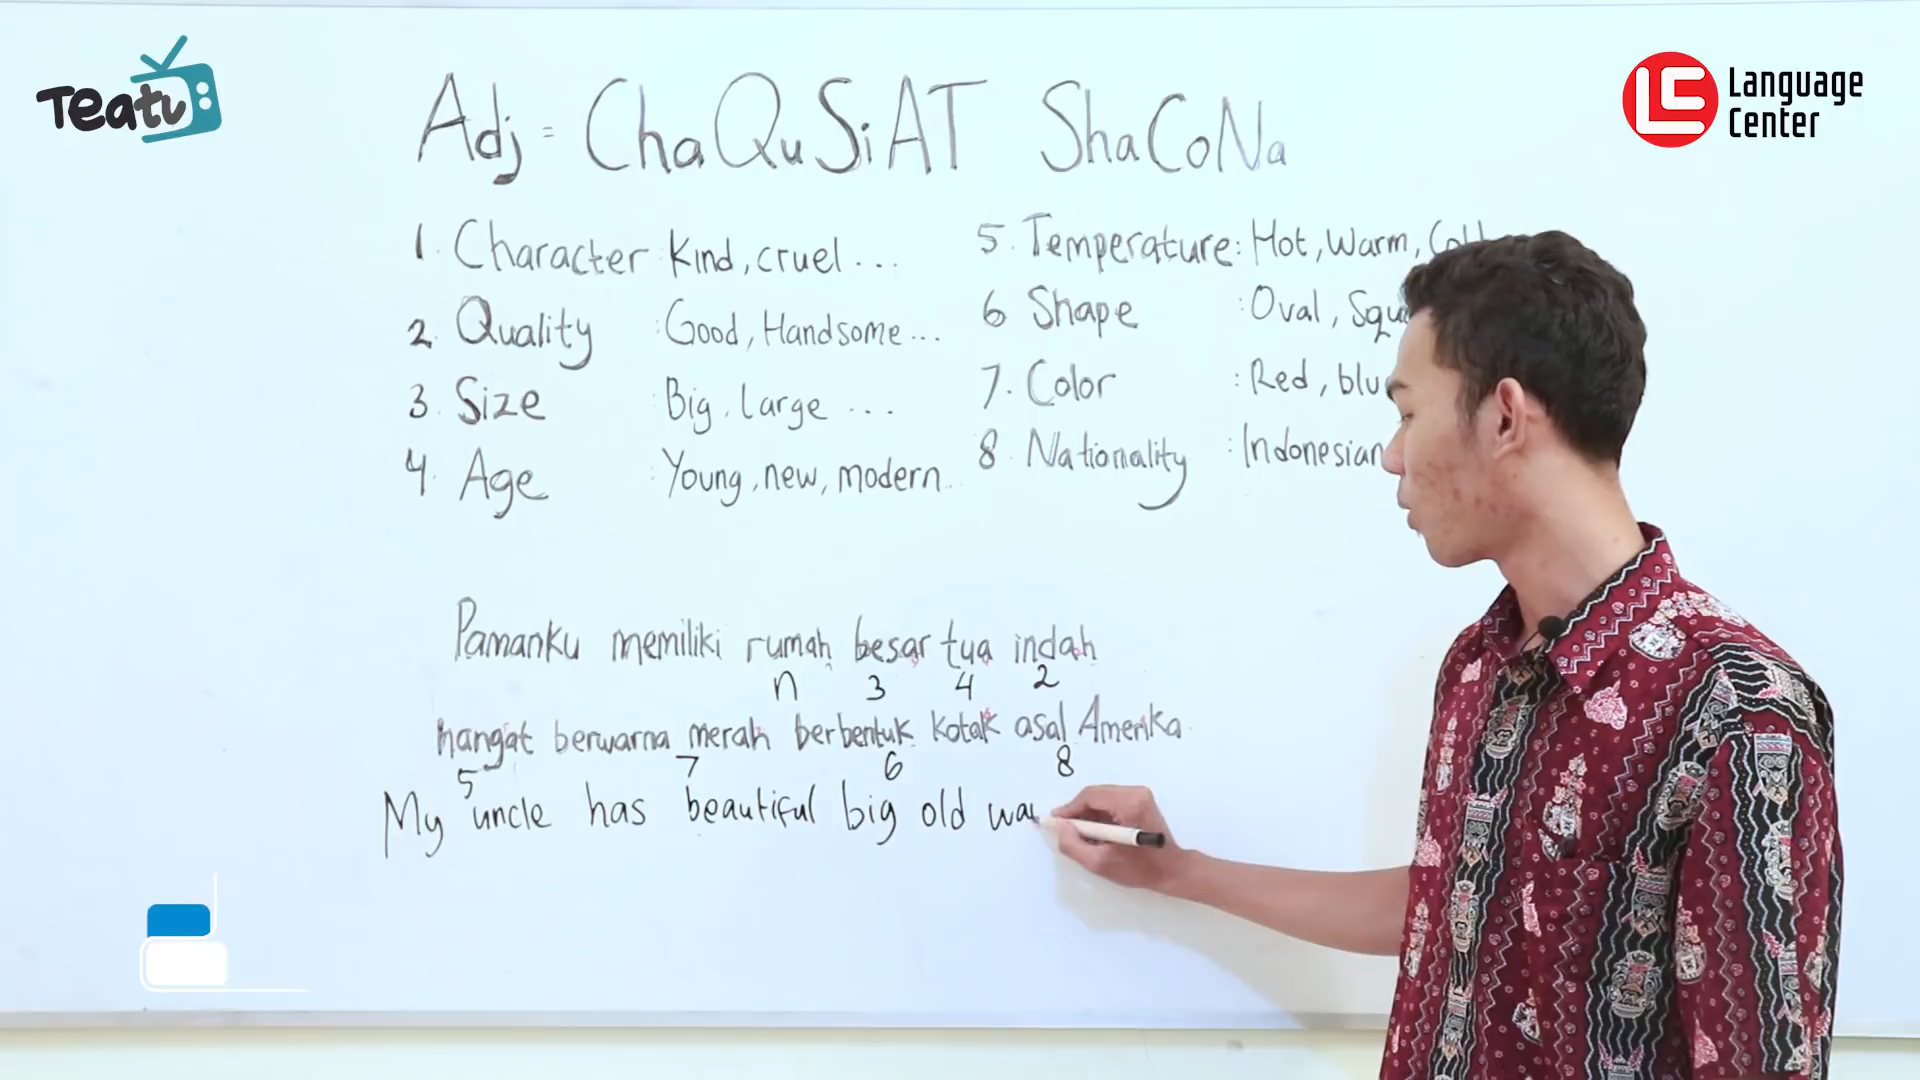 Teatv
LC Language Center
Adj = ChaQuSiAT ShaCoNa
1. Character Kind, cruel ...
2. Quality : Good, Handsome ...
3. Size Big, large ...
4. Age : Young, new, modern ...
5. Temperature : Hot, Warm,
6 Shape : Oval,
7. Color : Red, blue
8. Nationality : Indonesian
Pamanku memiliki rumah besar tua indah
n 3 4 2
hangat berwarna merah berbentuk kotak asal Amerika
5 7 6 8
My uncle has beautiful big old